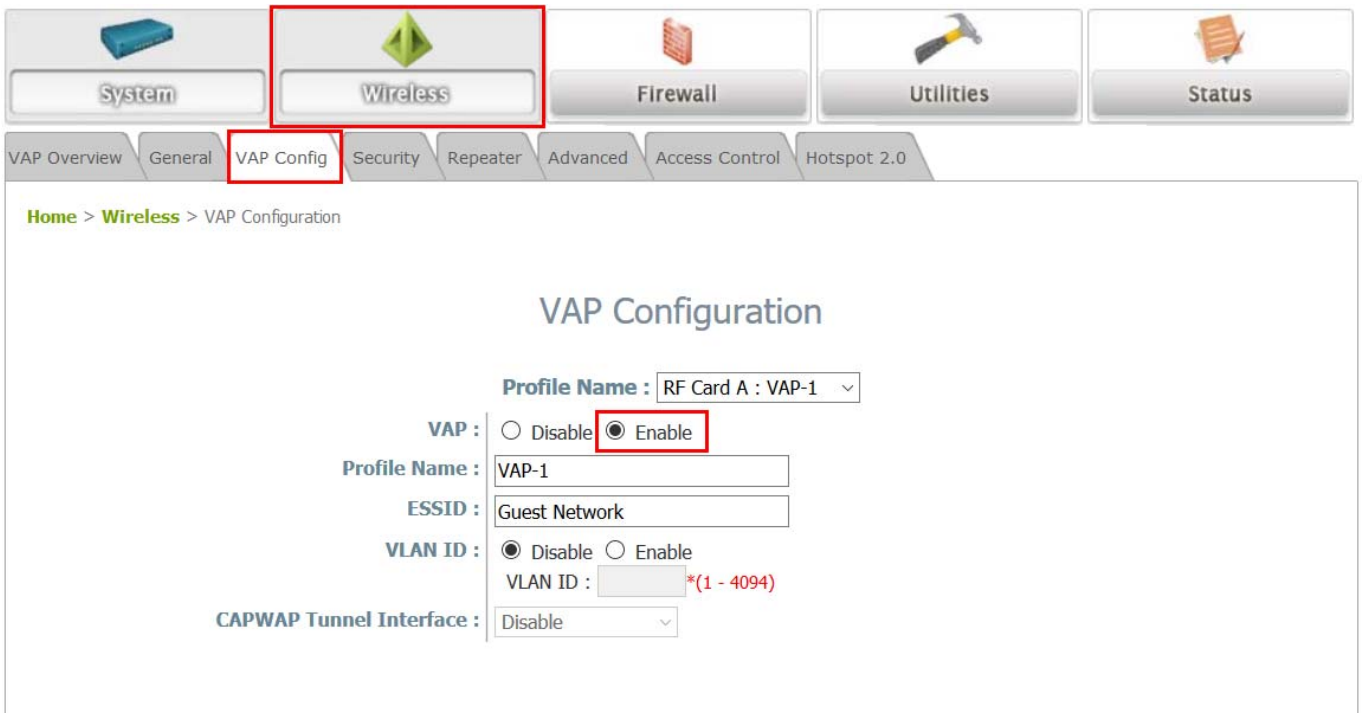 System Wireless Firewall Utilities Status
VAP Overview General VAP Config Security Repeater Advanced Access Control Hotspot 2.0
Home > Wireless > VAP Configuration
VAP Configuration
Profile Name : RF Card A : VAP-1
VAP : Disable Enable
Profile Name : VAP-1
ESSID : Guest Network
VLAN ID : Disable Enable
VLAN ID : *(1 - 4094)
CAPWAP Tunnel Interface : Disable